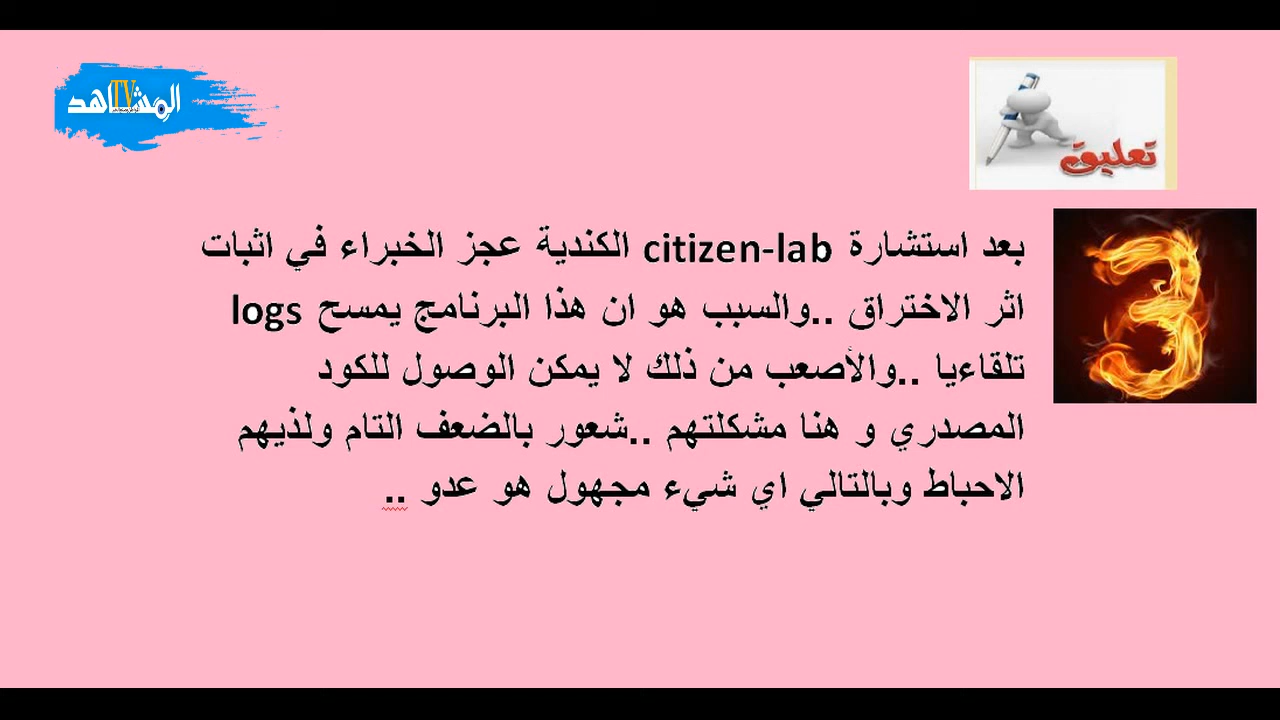 المشاهد TV
تعليق
3
بعد استشارة citizen-lab الكندية عجز الخبراء في اثبات
اثر الاختراق ..والسبب هو ان هذا البرنامج يمسح logs
تلقاءيا ..والأصعب من ذلك لا يمكن الوصول للكود
المصدري و هنا مشكلتهم ..شعور بالضعف التام ولذيهم
الاحباط وبالتالي اي شيء مجهول هو عدو ..